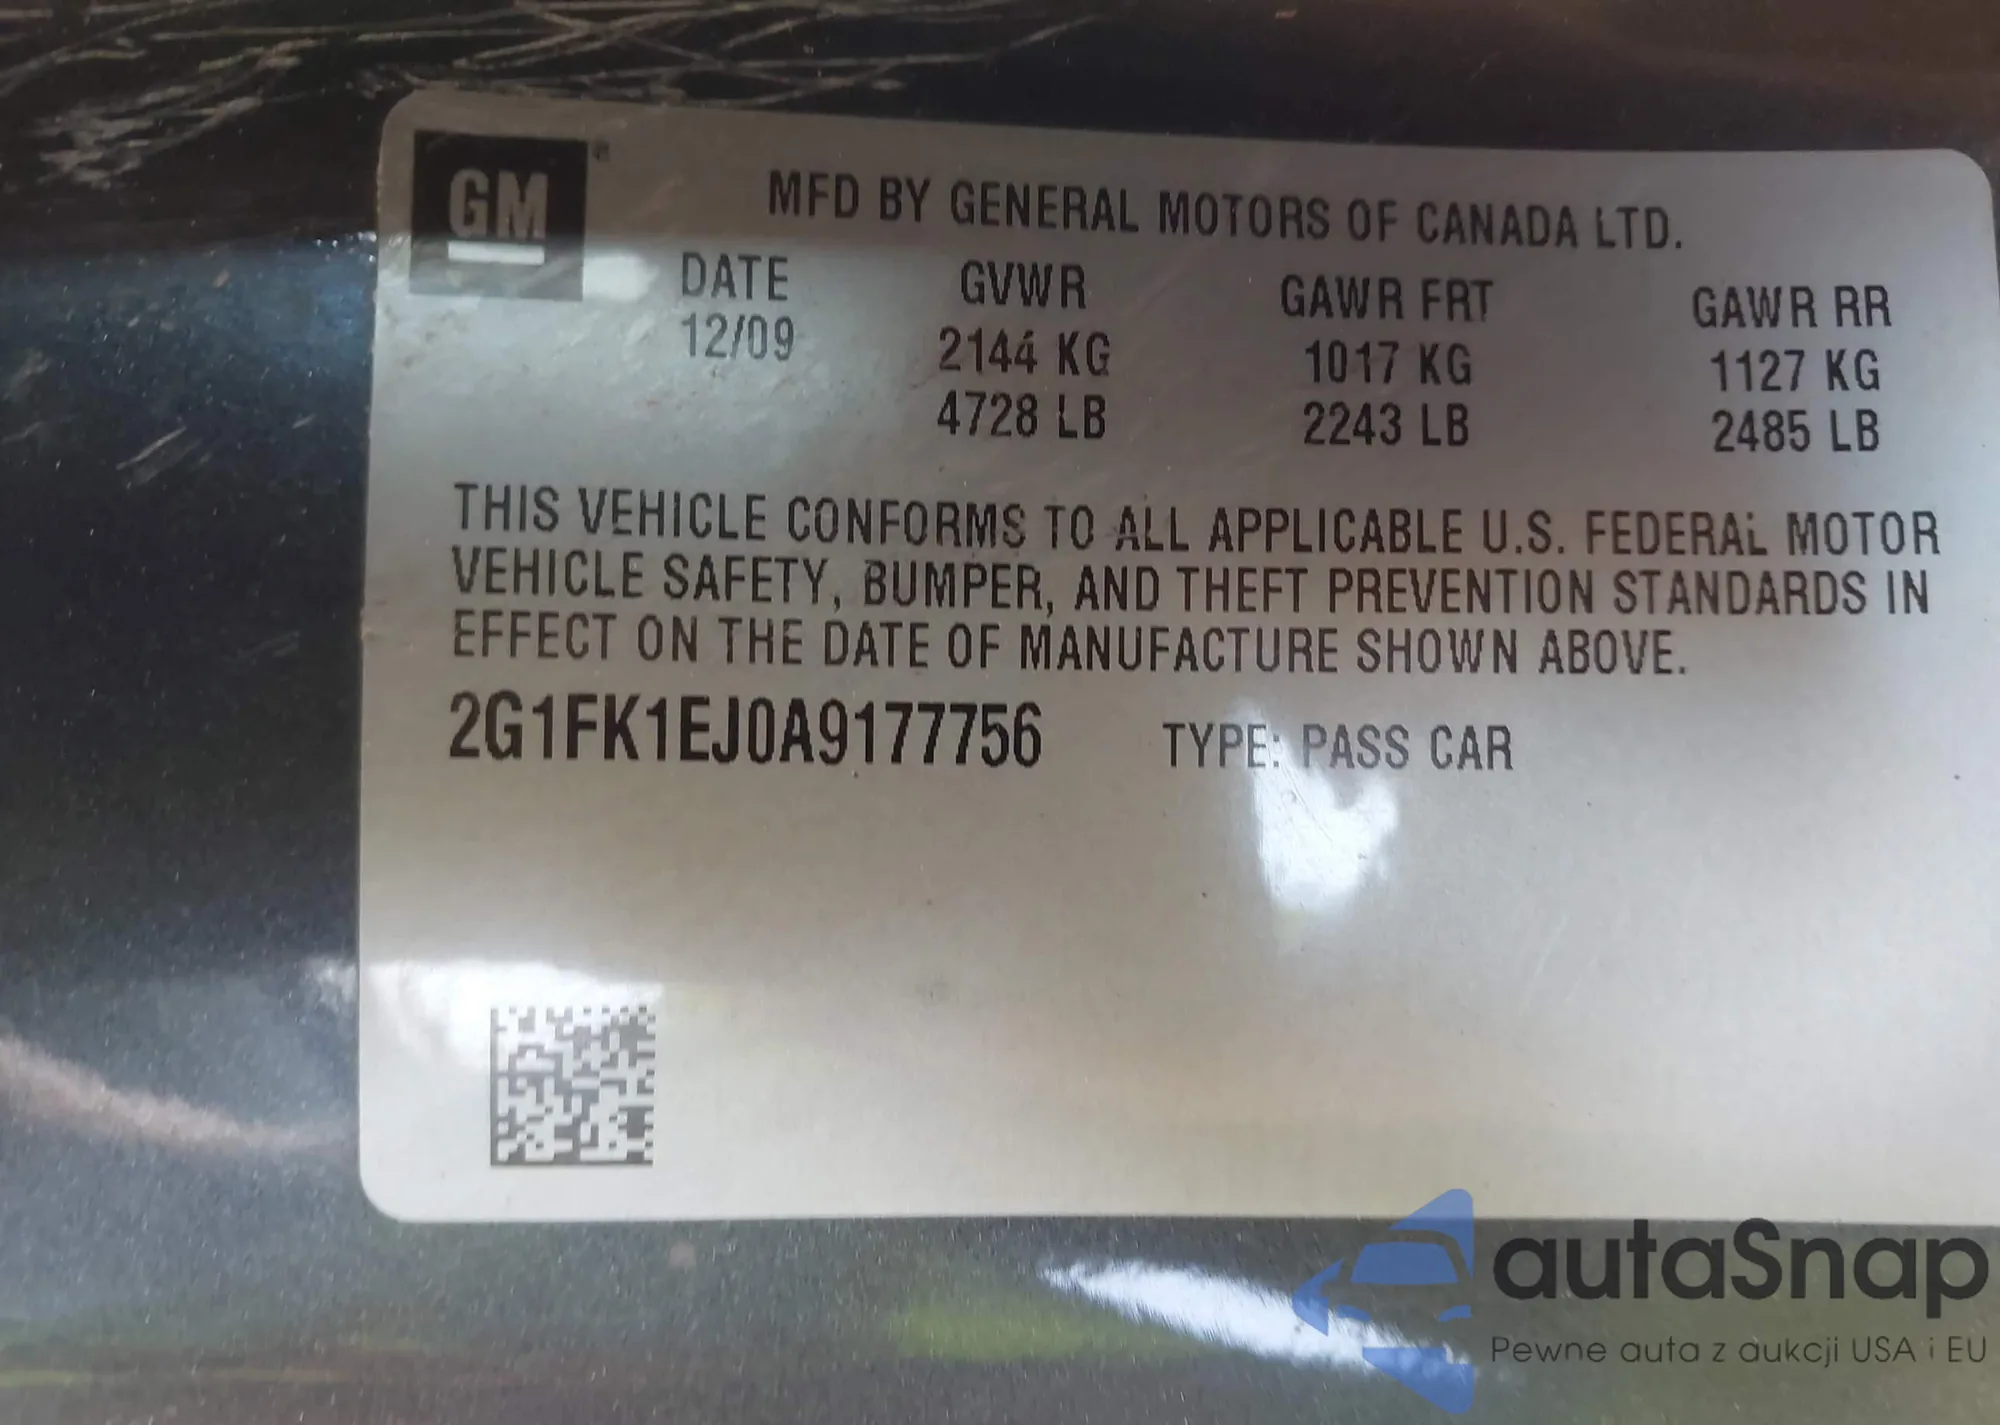 GM
MFD BY GENERAL MOTORS OF CANADA LTD.
DATE GVWR GAWR FRT GAWR RR
12/09 2144 KG 1017 KG 1127 KG
4728 LB 2243 LB 2485 LB
THIS VEHICLE CONFORMS TO ALL APPLICABLE U.S. FEDERAL MOTOR
VEHICLE SAFETY, BUMPER, AND THEFT PREVENTION STANDARDS IN
EFFECT ON THE DATE OF MANUFACTURE SHOWN ABOVE.
2G1FK1EJ0A9177756 TYPE: PASS CAR
autaSnap
Pewne auta z aukcji USA i EU